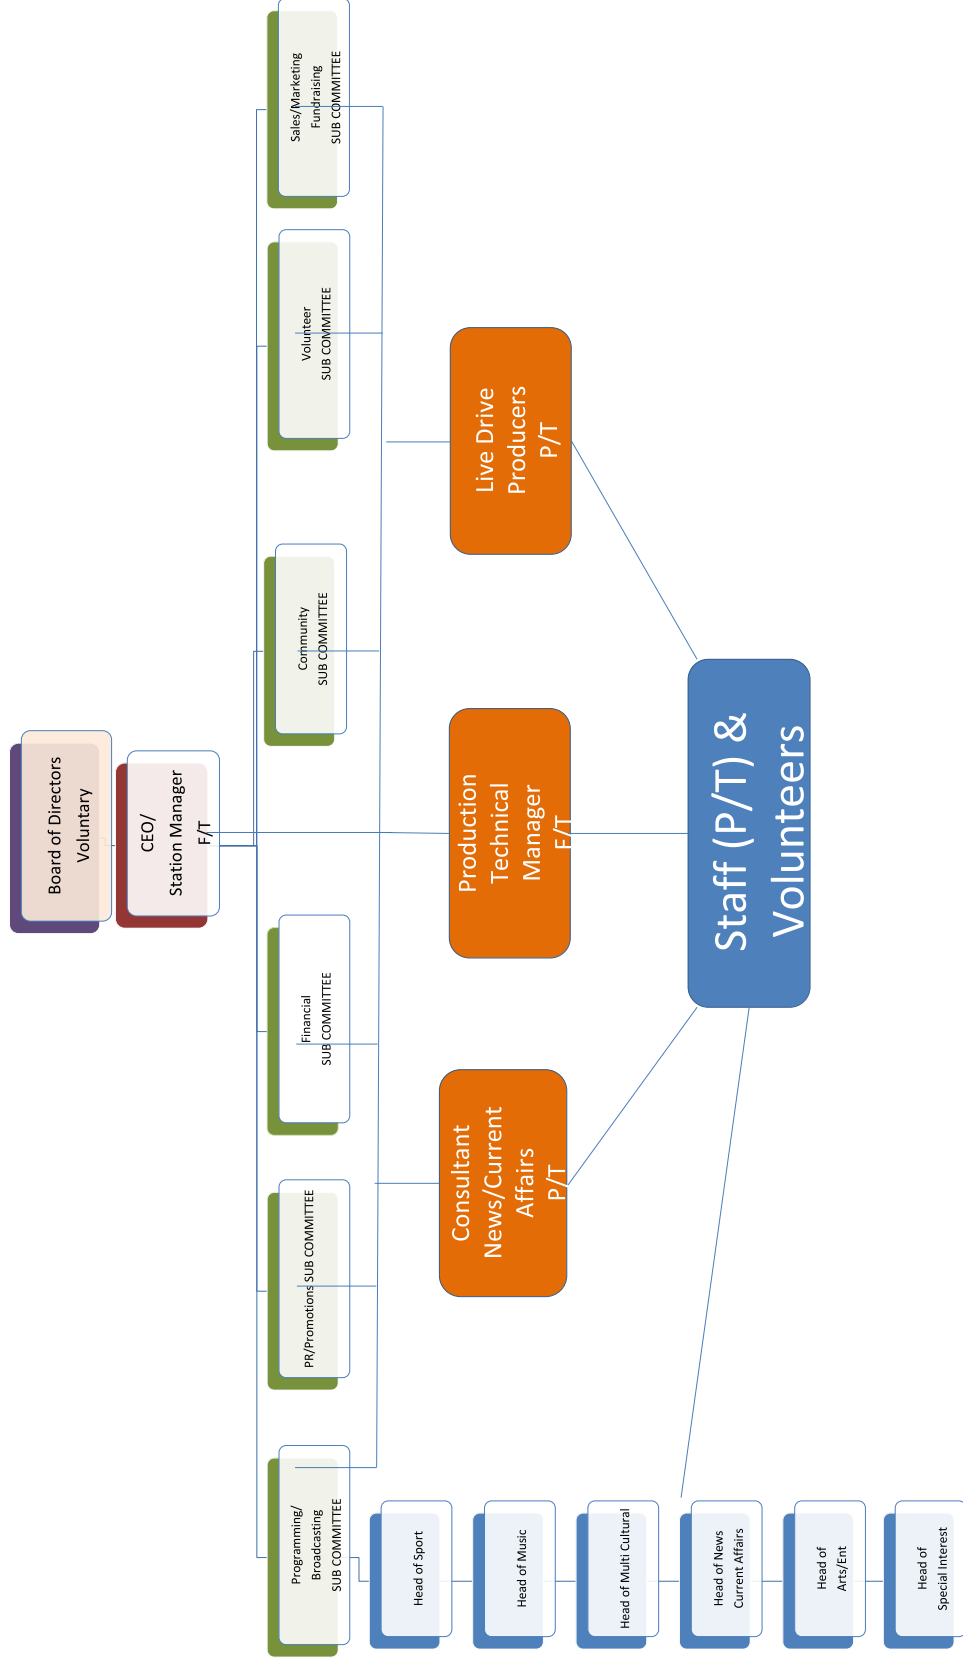 Board of Directors
Voluntary
CEO/
Station Manager
F/T
Programming/
Broadcasting
SUB COMMITTEE
PR/Promotions SUB COMMITTEE
Financial
SUB COMMITTEE
Community
SUB COMMITTEE
Volunteer
SUB COMMITTEE
Sales/Marketing
Fundraising
SUB COMMITTEE
Head of Sport
Head of Music
Head of Multi Cultural
Head of News
Current Affairs
Head of
Arts/Ent
Head of
Special Interest
Consultant
News/Current
Affairs
P/T
Production
Technical
Manager
F/T
Live Drive
Producers
P/T
Staff (P/T) &
Volunteers